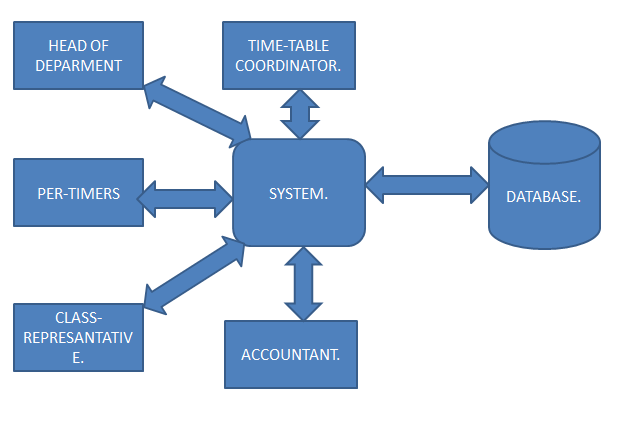 HEAD OF
DEPARMENT
TIME-TABLE
COORDINATOR.
PER-TIMERS
SYSTEM.
DATABASE.
CLASS-
REPRESANTATIV
E.
ACCOUNTANT.